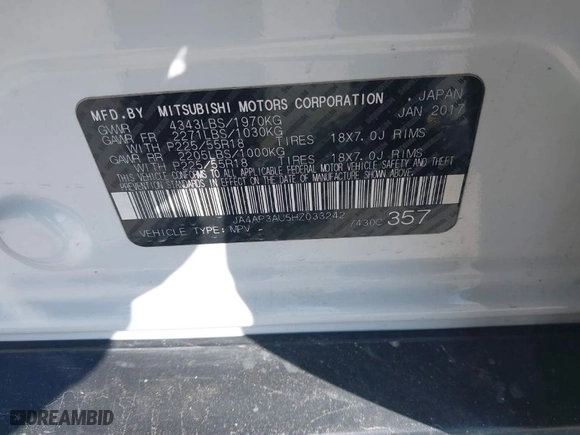 MFD.BY MITSUBISHI MOTORS CORPORATION . JAPAN
GVWR 4343LBS/1970KG JAN 2017
GAWR FR 2271LBS/1030KG
WITH P225/55R18 TIRES 18X7.0J RIMS
GAWR RR 2205LBS/1000KG
WITH P225/55R18 TIRES 18X7.0J RIMS
THIS VEHICLE CONFORMS TO ALL APPLICABLE FEDERAL MOTOR VEHICLE SAFETY AND THEFT
PREVENTION STANDARDS IN EFFECT ON THE DATE OF MANUFACTURE SHOWN ABOVE.
JA4AP3AU5HZ033242 7430C 357
VEHICLE TYPE: MPV
DREAMBID